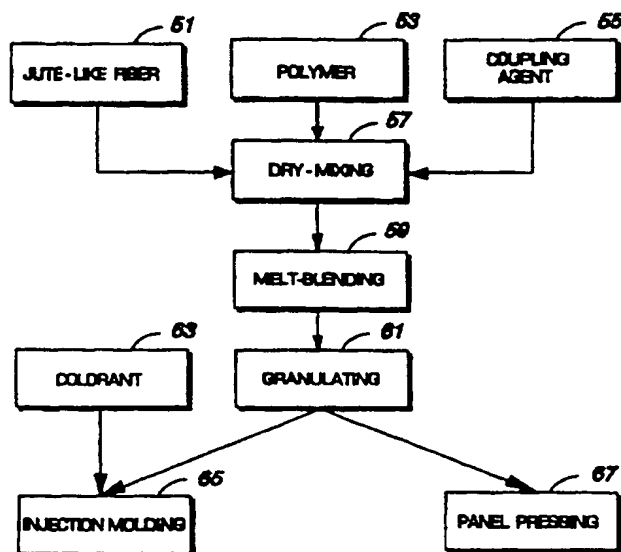 51
JUTE-LIKE FIBER
53
POLYMER
55
COUPLING
AGENT
57
DRY-MIXING
59
MELT-BLENDING
63
COLORANT
61
GRANULATING
65
INJECTION MOLDING
67
PANEL PRESSING